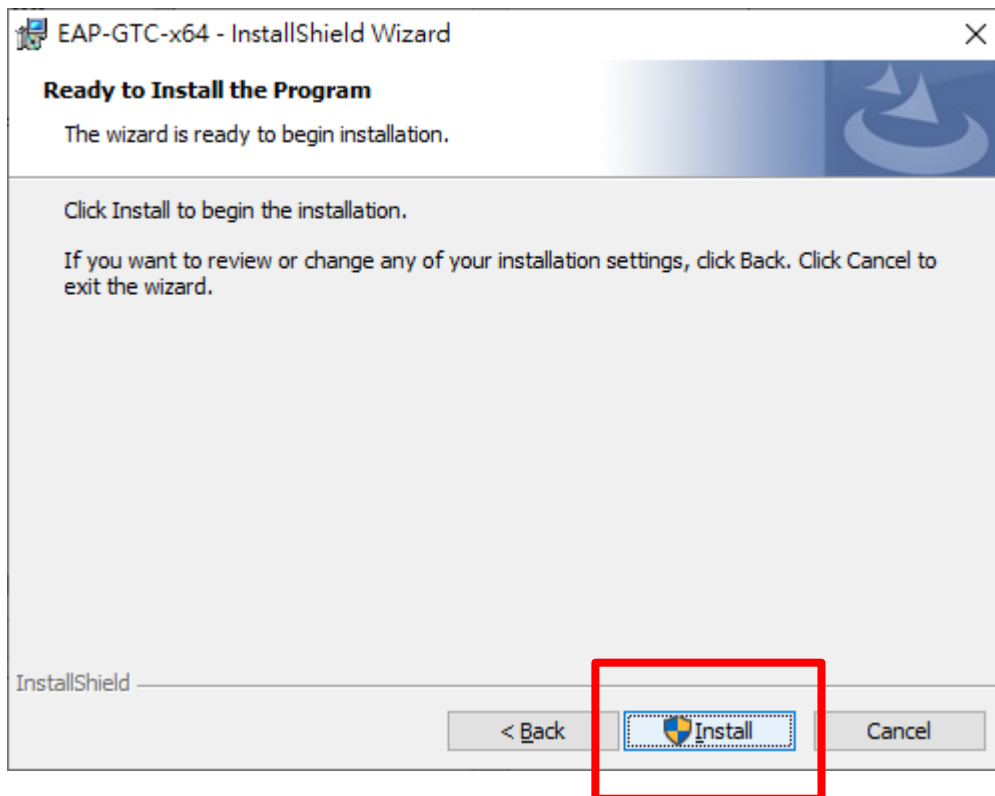 EAP-GTC-x64 - InstallShield Wizard
Ready to Install the Program
The wizard is ready to begin installation.
Click Install to begin the installation.
If you want to review or change any of your installation settings, click Back. Click Cancel to
exit the wizard.
InstallShield
< Back
Install
Cancel